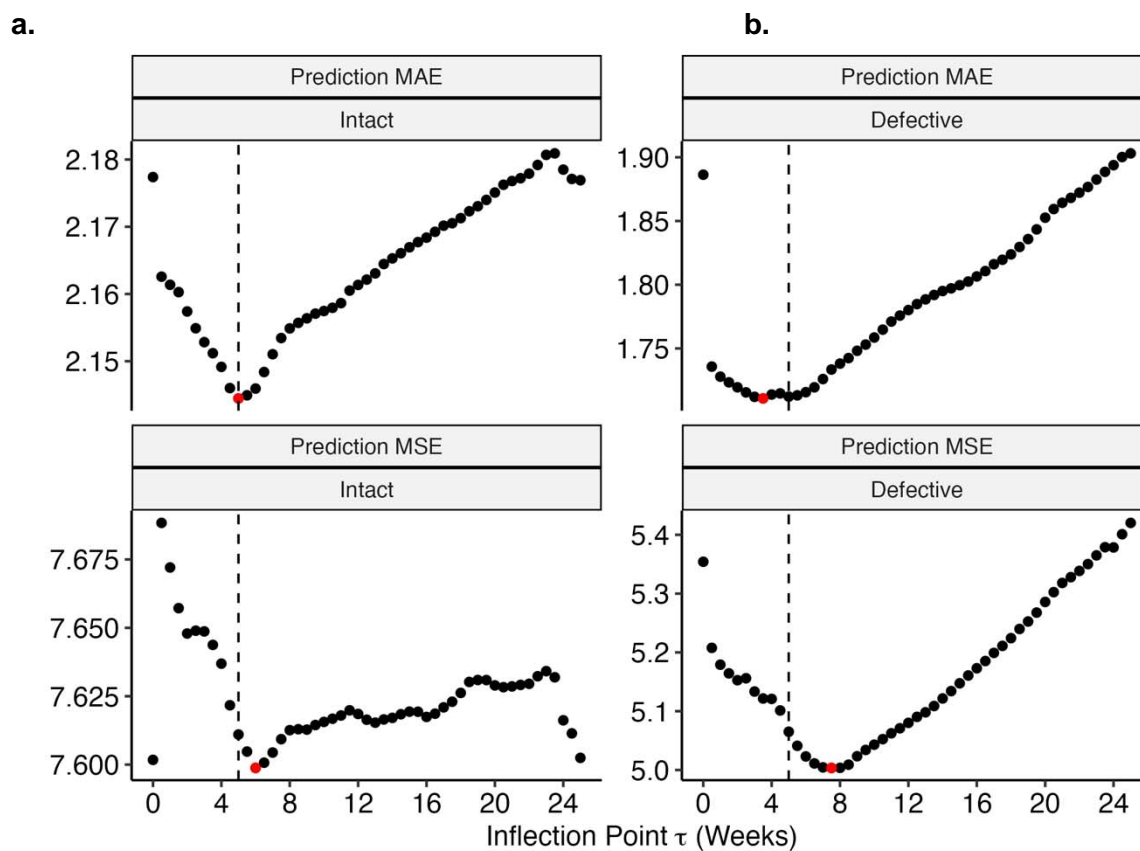 a.
b.
Prediction MAE
Intact
2.18
2.17
2.16
2.15
Prediction MAE
Defective
1.90
1.85
1.80
1.75
Prediction MSE
Intact
7.675
7.650
7.625
7.600
0 4 8 12 16 20 24
Prediction MSE
Defective
5.4
5.3
5.2
5.1
5.0
0 4 8 12 16 20 24
Inflection Point τ (Weeks)